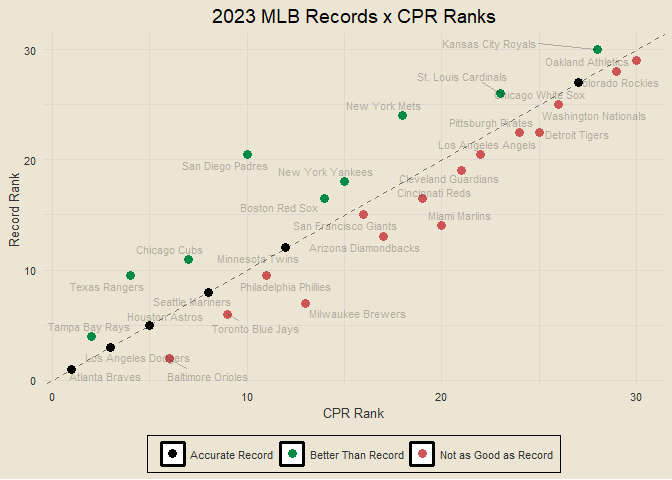 2023 MLB Records x CPR Ranks
Kansas City Royals
30
Oakland Athletics
St. Louis Cardinals
Colorado Rockies
Chicago White Sox
New York Mets
Washington Nationals
Pittsburgh Pirates
Detroit Tigers
Los Angeles Angels
20
San Diego Padres
New York Yankees
Cleveland Guardians
Cincinnati Reds
Boston Red Sox
Miami Marlins
San Francisco Giants
Record Rank
Chicago Cubs
Arizona Diamondbacks
Minnesota Twins
10
Texas Rangers
Philadelphia Phillies
Seattle Mariners
Milwaukee Brewers
Houston Astros
Tampa Bay Rays
Toronto Blue Jays
Los Angeles Dodgers
0
Atlanta Braves
Baltimore Orioles
0 10 20 30
CPR Rank
Accurate Record Better Than Record Not as Good as Record